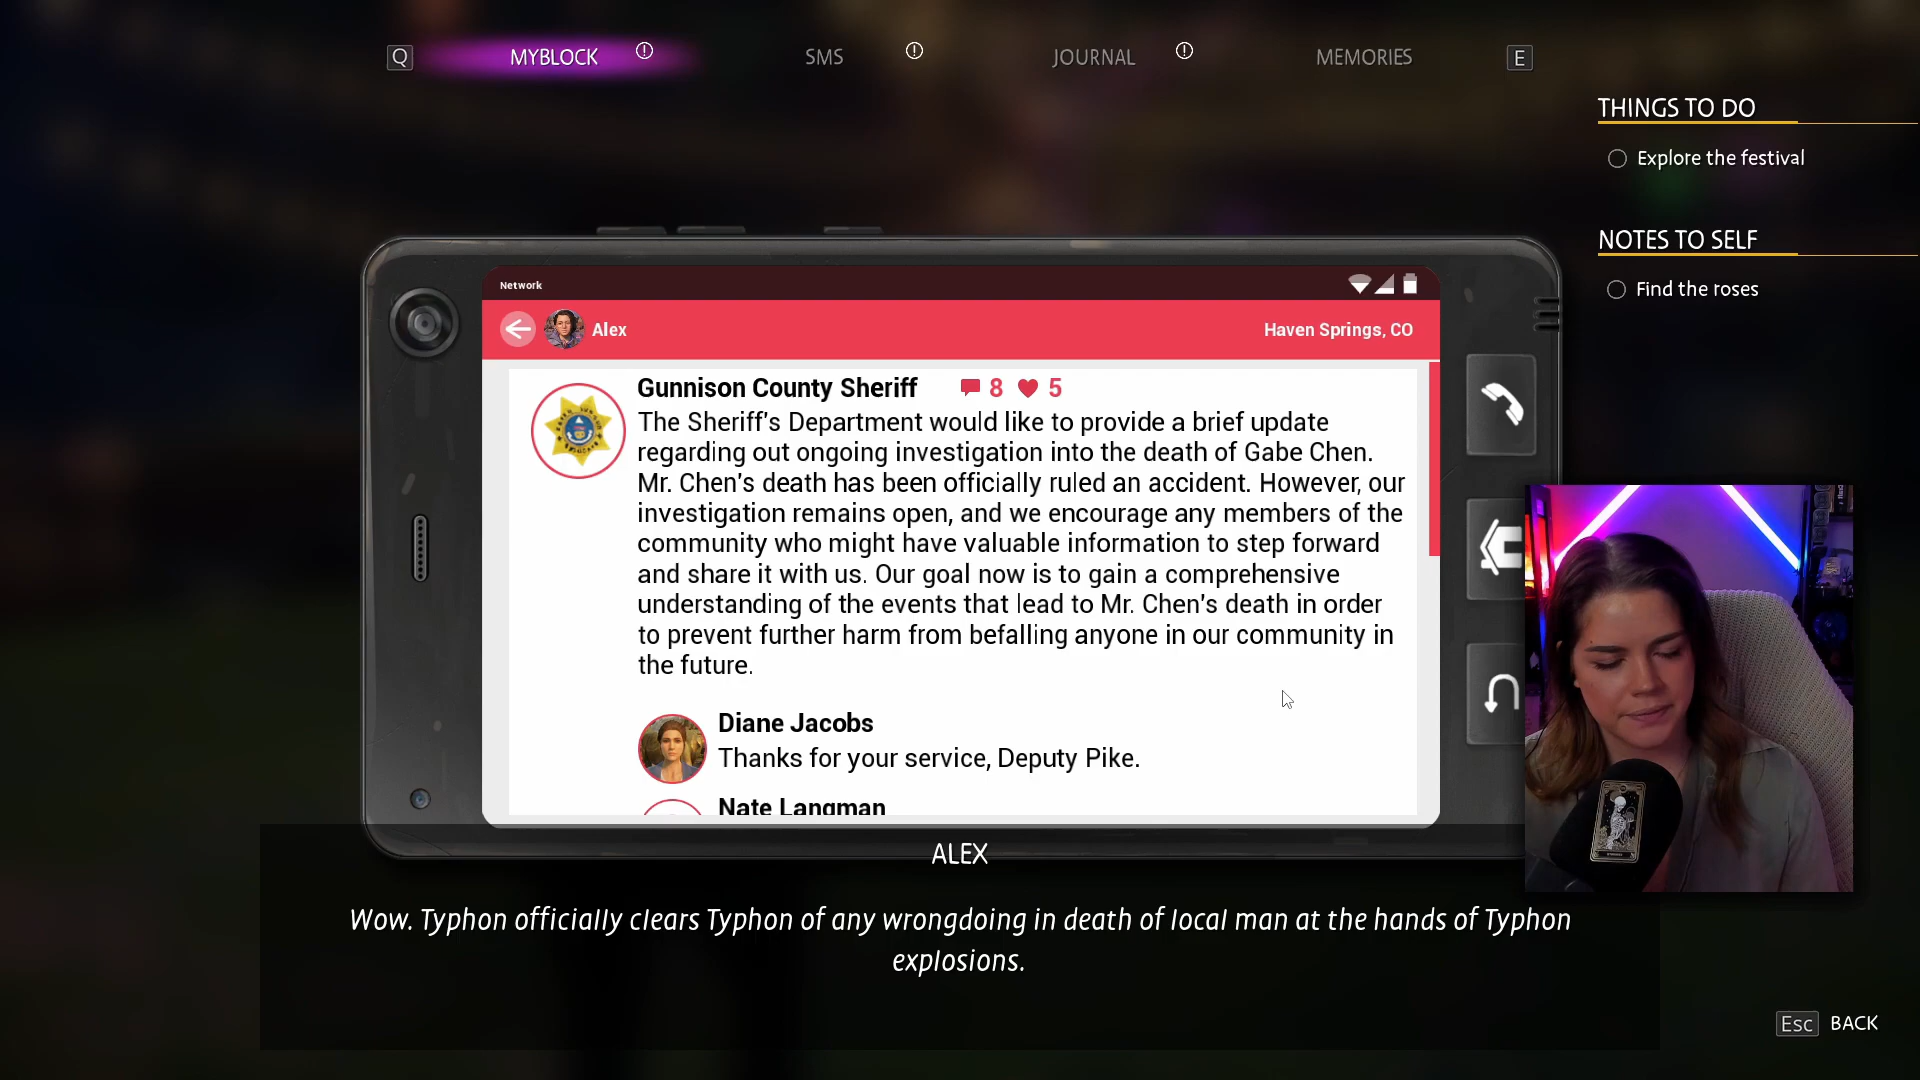 Q
MYBLOCK
SMS
JOURNAL
MEMORIES
E
THINGS TO DO
Explore the festival
NOTES TO SELF
Find the roses
Network
Alex
Haven Springs, CO
Gunnison County Sheriff 8 5
The Sheriff's Department would like to provide a brief update
regarding out ongoing investigation into the death of Gabe Chen.
Mr. Chen's death has been officially ruled an accident. However, our
investigation remains open, and we encourage any members of the
community who might have valuable information to step forward
and share it with us. Our goal now is to gain a comprehensive
understanding of the events that lead to Mr. Chen's death in order
to prevent further harm from befalling anyone in our community in
the future.
Diane Jacobs
Thanks for your service, Deputy Pike.
Nate Langman
ALEX
Wow. Typhon officially clears Typhon of any wrongdoing in death of local man at the hands of Typhon
explosions.
Esc BACK